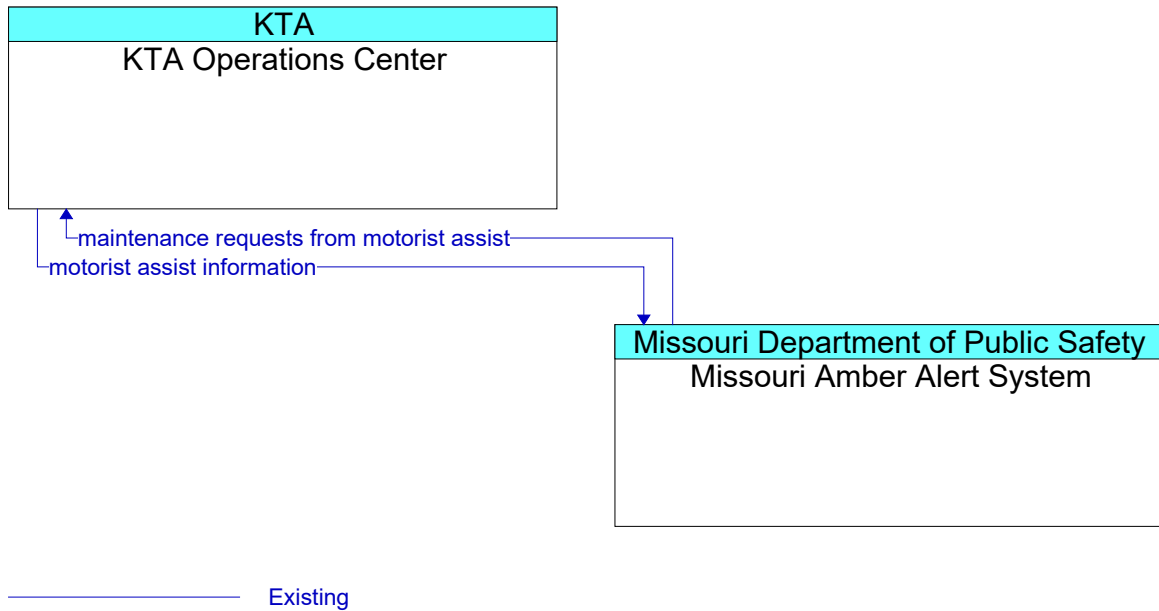 KTA
KTA Operations Center
maintenance requests from motorist assist
motorist assist information
Missouri Department of Public Safety
Missouri Amber Alert System
Existing